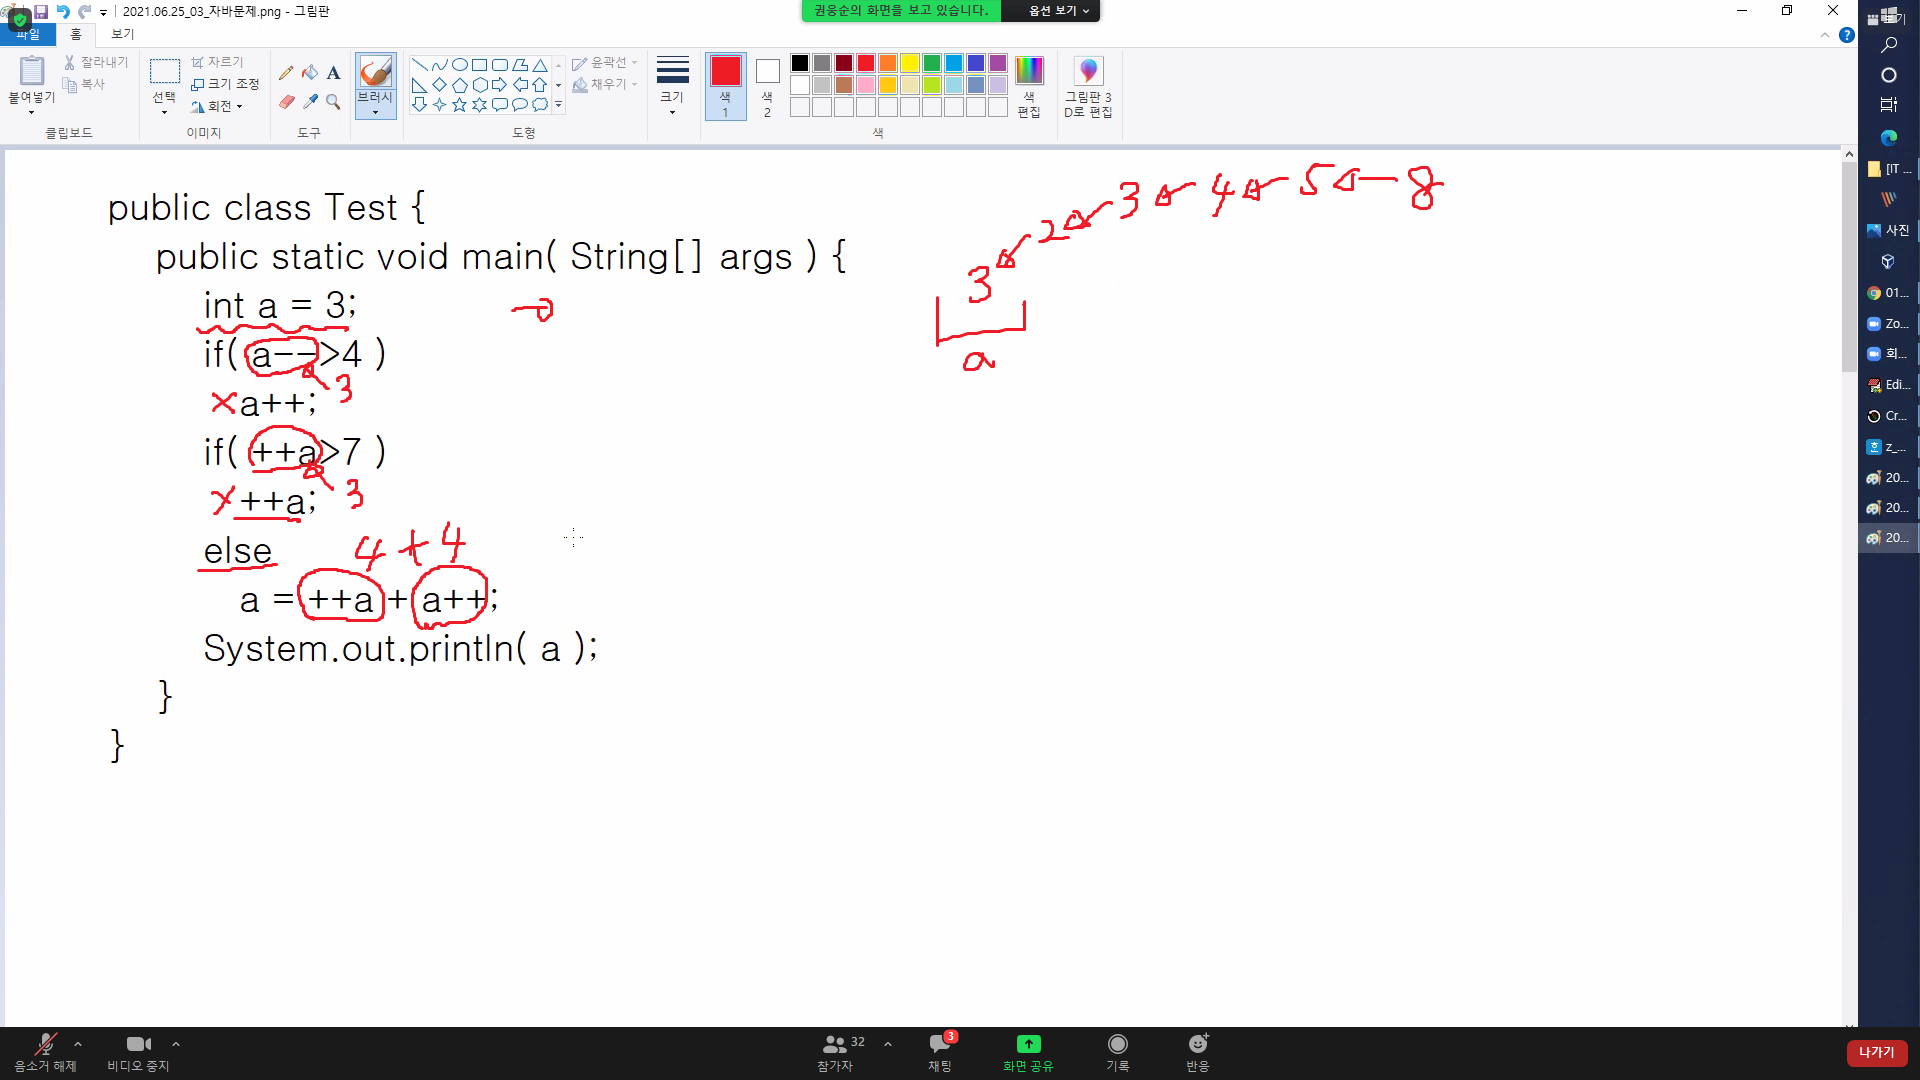 2021.06.25_03_자바문제.png - 그림판
권웅순의 화면을 보고 있습니다.
옵션 보기
파일
홈
보기
붙여넣기
잘라내기
복사
클립보드
선택
자르기
크기 조정
회전
이미지
A
도구
브러시
윤곽선
채우기
도형
크기
색
1
색
2
색
편집
색
그림판 3
D로 편집
public class Test {
public static void main( String[] args ) {
int a = 3;
if( a-->4 )
3
x a++;
if( ++a>7 )
3
x ++a;
else
4 + 4
a = ++a + a++;
System.out.println( a );
}
}
3 2 3 4 5 8
a
[IT ...
사진
01...
Zo...
회...
Edi...
Cr...
z_...
20...
20...
20...
음소거 해제
비디오 중지
32
참가자
3
채팅
화면 공유
기록
반응
나가기